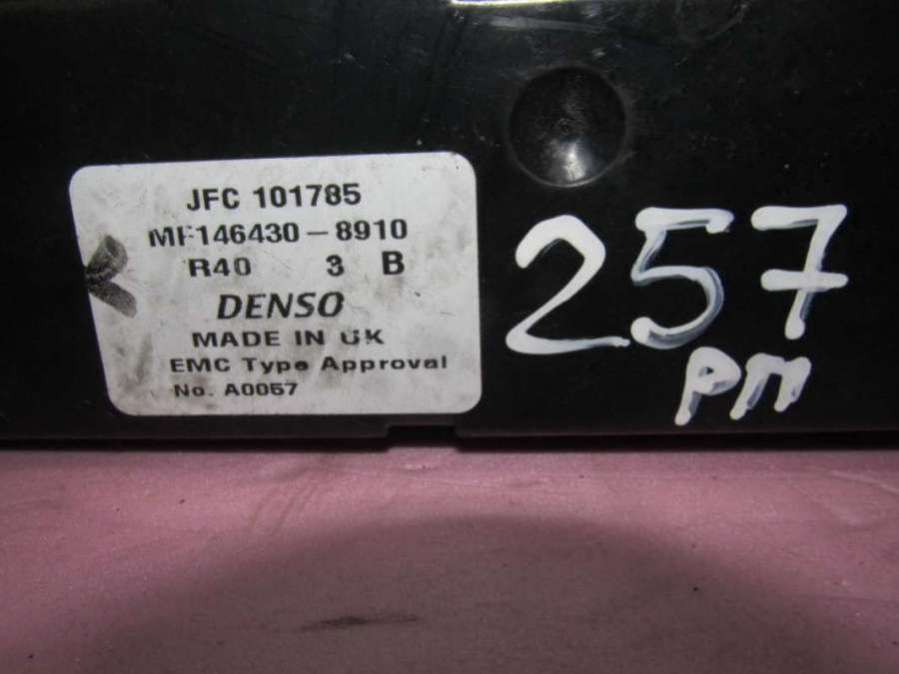 JFC 101785
MF146430-8910
R40 3 B
DENSO
MADE IN UK
EMC Type Approval
No. A0057
257
PM